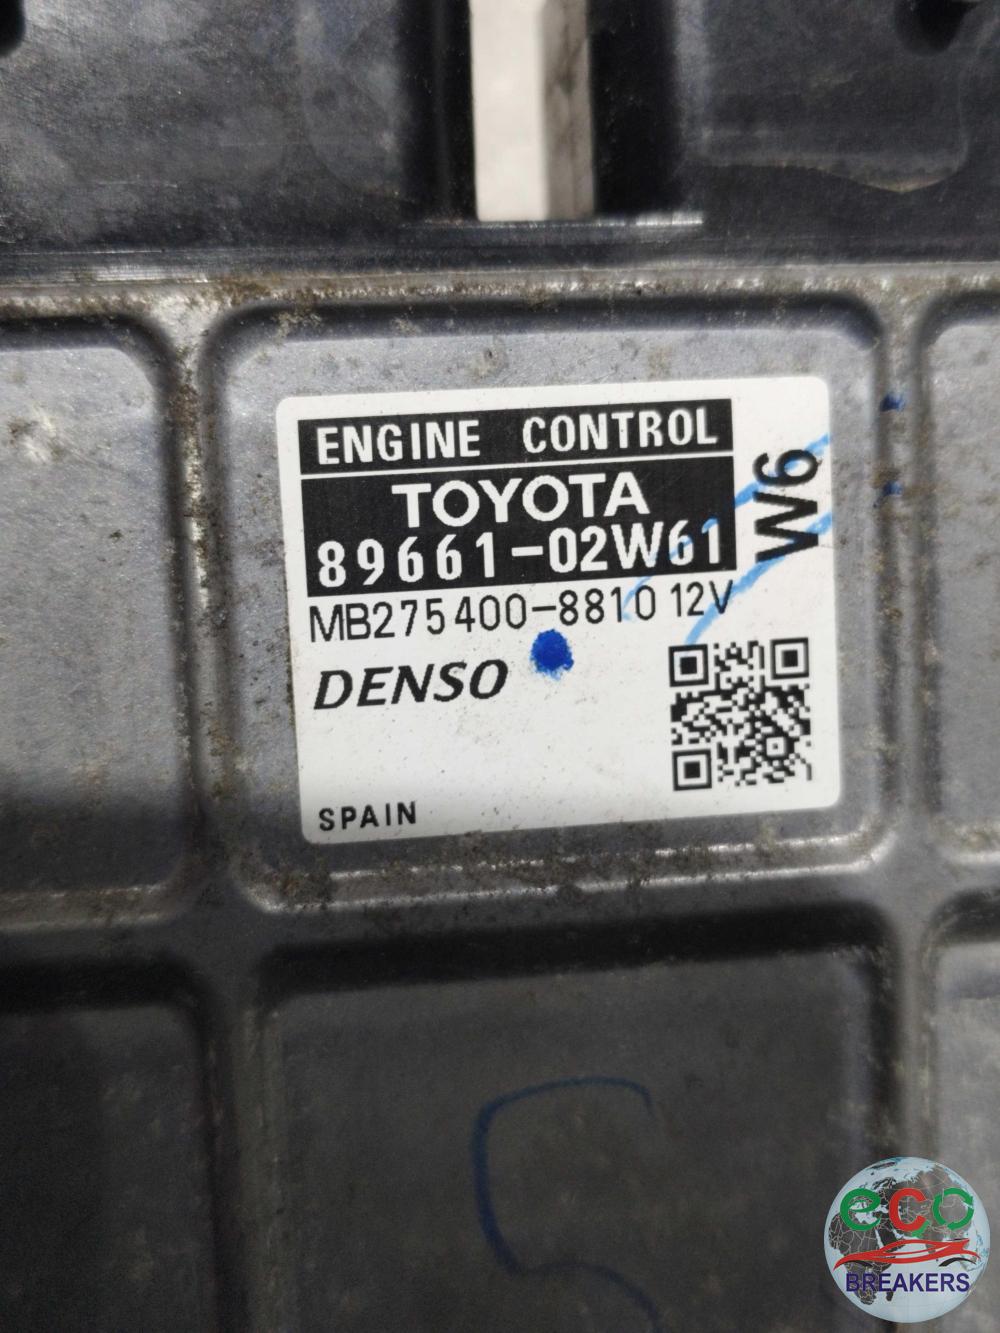 ENGINE CONTROL
TOYOTA
89661-02W61
W6
MB275400-8810 12V
DENSO
SPAIN
eco
BREAKERS